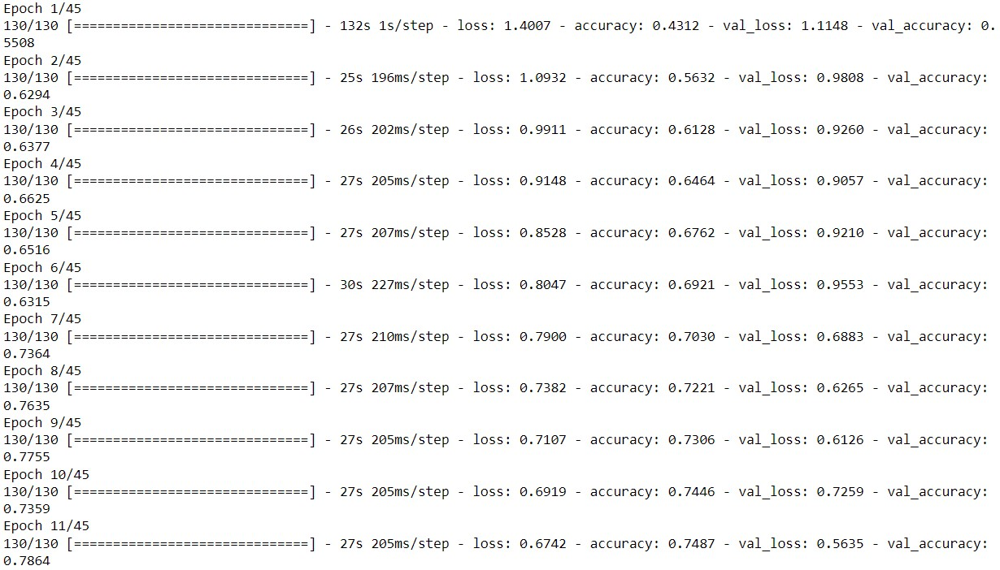 Epoch 1/45
130/130 [==============================] - 132s 1s/step - loss: 1.4007 - accuracy: 0.4312 - val_loss: 1.1148 - val_accuracy: 0.
5508
Epoch 2/45
130/130 [==============================] - 25s 196ms/step - loss: 1.0932 - accuracy: 0.5632 - val_loss: 0.9808 - val_accuracy:
0.6294
Epoch 3/45
130/130 [==============================] - 26s 202ms/step - loss: 0.9911 - accuracy: 0.6128 - val_loss: 0.9260 - val_accuracy:
0.6377
Epoch 4/45
130/130 [==============================] - 27s 205ms/step - loss: 0.9148 - accuracy: 0.6464 - val_loss: 0.9057 - val_accuracy:
0.6625
Epoch 5/45
130/130 [==============================] - 27s 207ms/step - loss: 0.8528 - accuracy: 0.6762 - val_loss: 0.9210 - val_accuracy:
0.6516
Epoch 6/45
130/130 [==============================] - 30s 227ms/step - loss: 0.8047 - accuracy: 0.6921 - val_loss: 0.9553 - val_accuracy:
0.6315
Epoch 7/45
130/130 [==============================] - 27s 210ms/step - loss: 0.7900 - accuracy: 0.7030 - val_loss: 0.6883 - val_accuracy:
0.7364
Epoch 8/45
130/130 [==============================] - 27s 207ms/step - loss: 0.7382 - accuracy: 0.7221 - val_loss: 0.6265 - val_accuracy:
0.7635
Epoch 9/45
130/130 [==============================] - 27s 205ms/step - loss: 0.7107 - accuracy: 0.7306 - val_loss: 0.6126 - val_accuracy:
0.7755
Epoch 10/45
130/130 [==============================] - 27s 205ms/step - loss: 0.6919 - accuracy: 0.7446 - val_loss: 0.7259 - val_accuracy:
0.7359
Epoch 11/45
130/130 [==============================] - 27s 205ms/step - loss: 0.6742 - accuracy: 0.7487 - val_loss: 0.5635 - val_accuracy:
0.7864